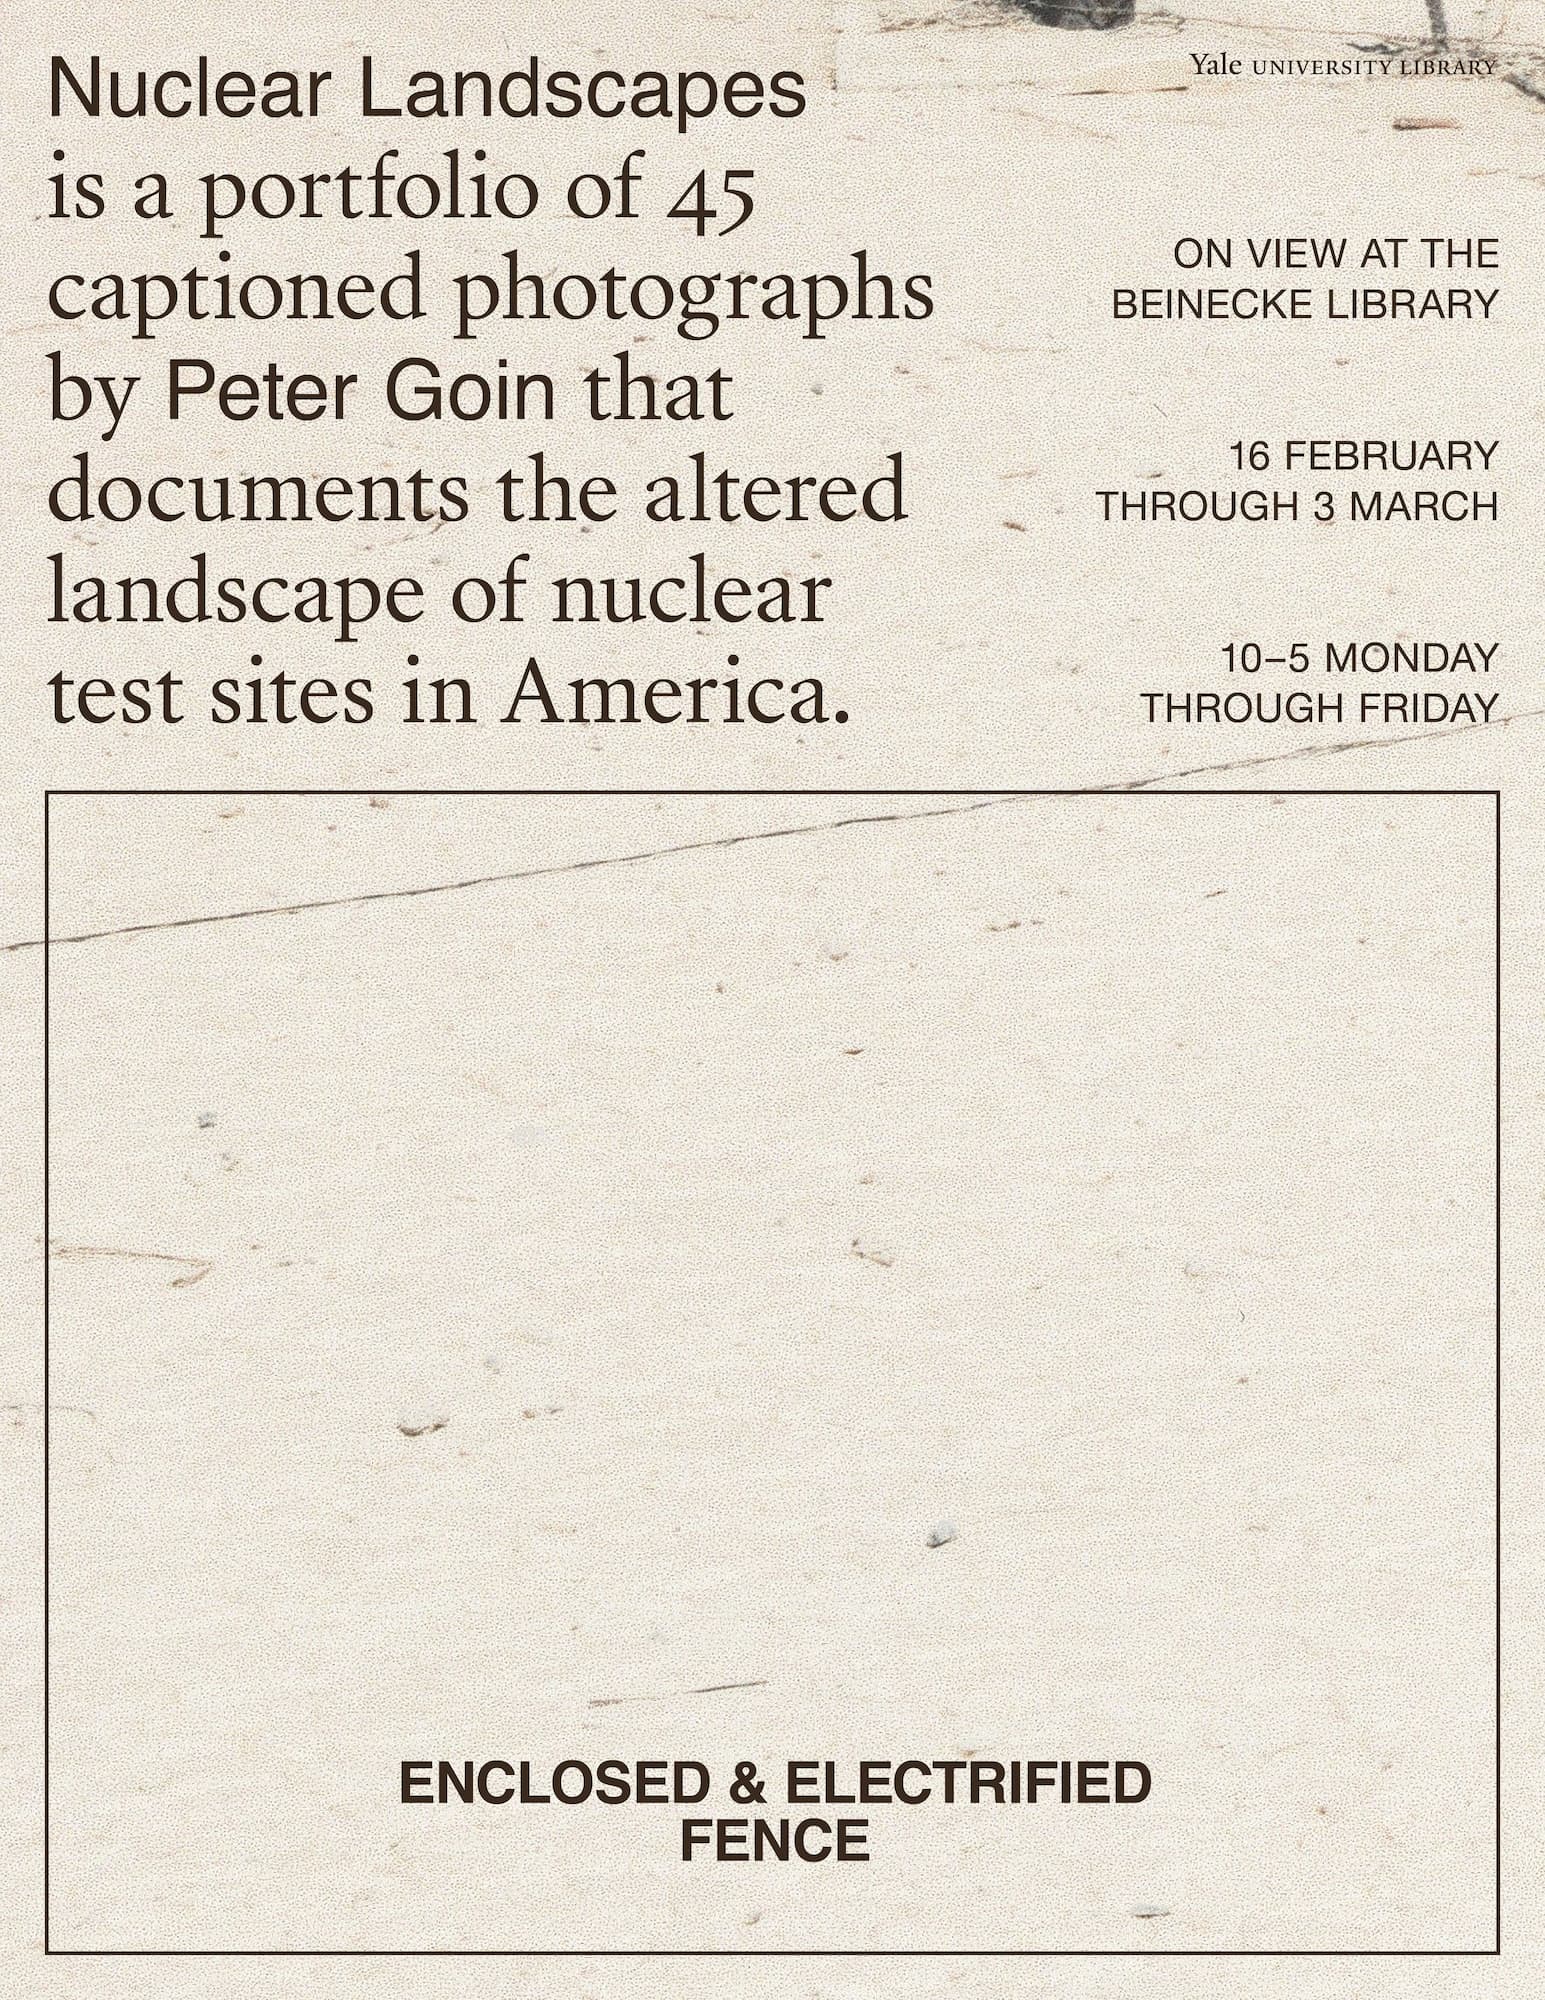 Nuclear Landscapes
is a portfolio of 45
captioned photographs
by Peter Goin that
documents the altered
landscape of nuclear
test sites in America.
Yale UNIVERSITY LIBRARY
ON VIEW AT THE
BEINECKE LIBRARY
16 FEBRUARY
THROUGH 3 MARCH
10–5 MONDAY
THROUGH FRIDAY
ENCLOSED & ELECTRIFIED
FENCE